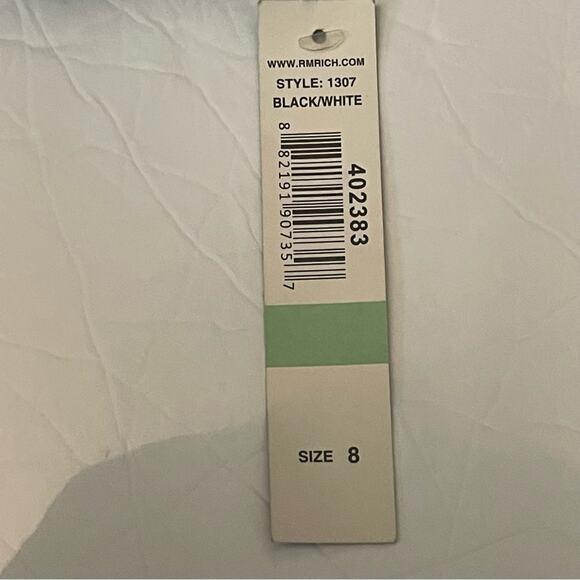 WWW.RMRICH.COM
STYLE: 1307
BLACK/WHITE
8 82191 90735 7
402383
SIZE 8